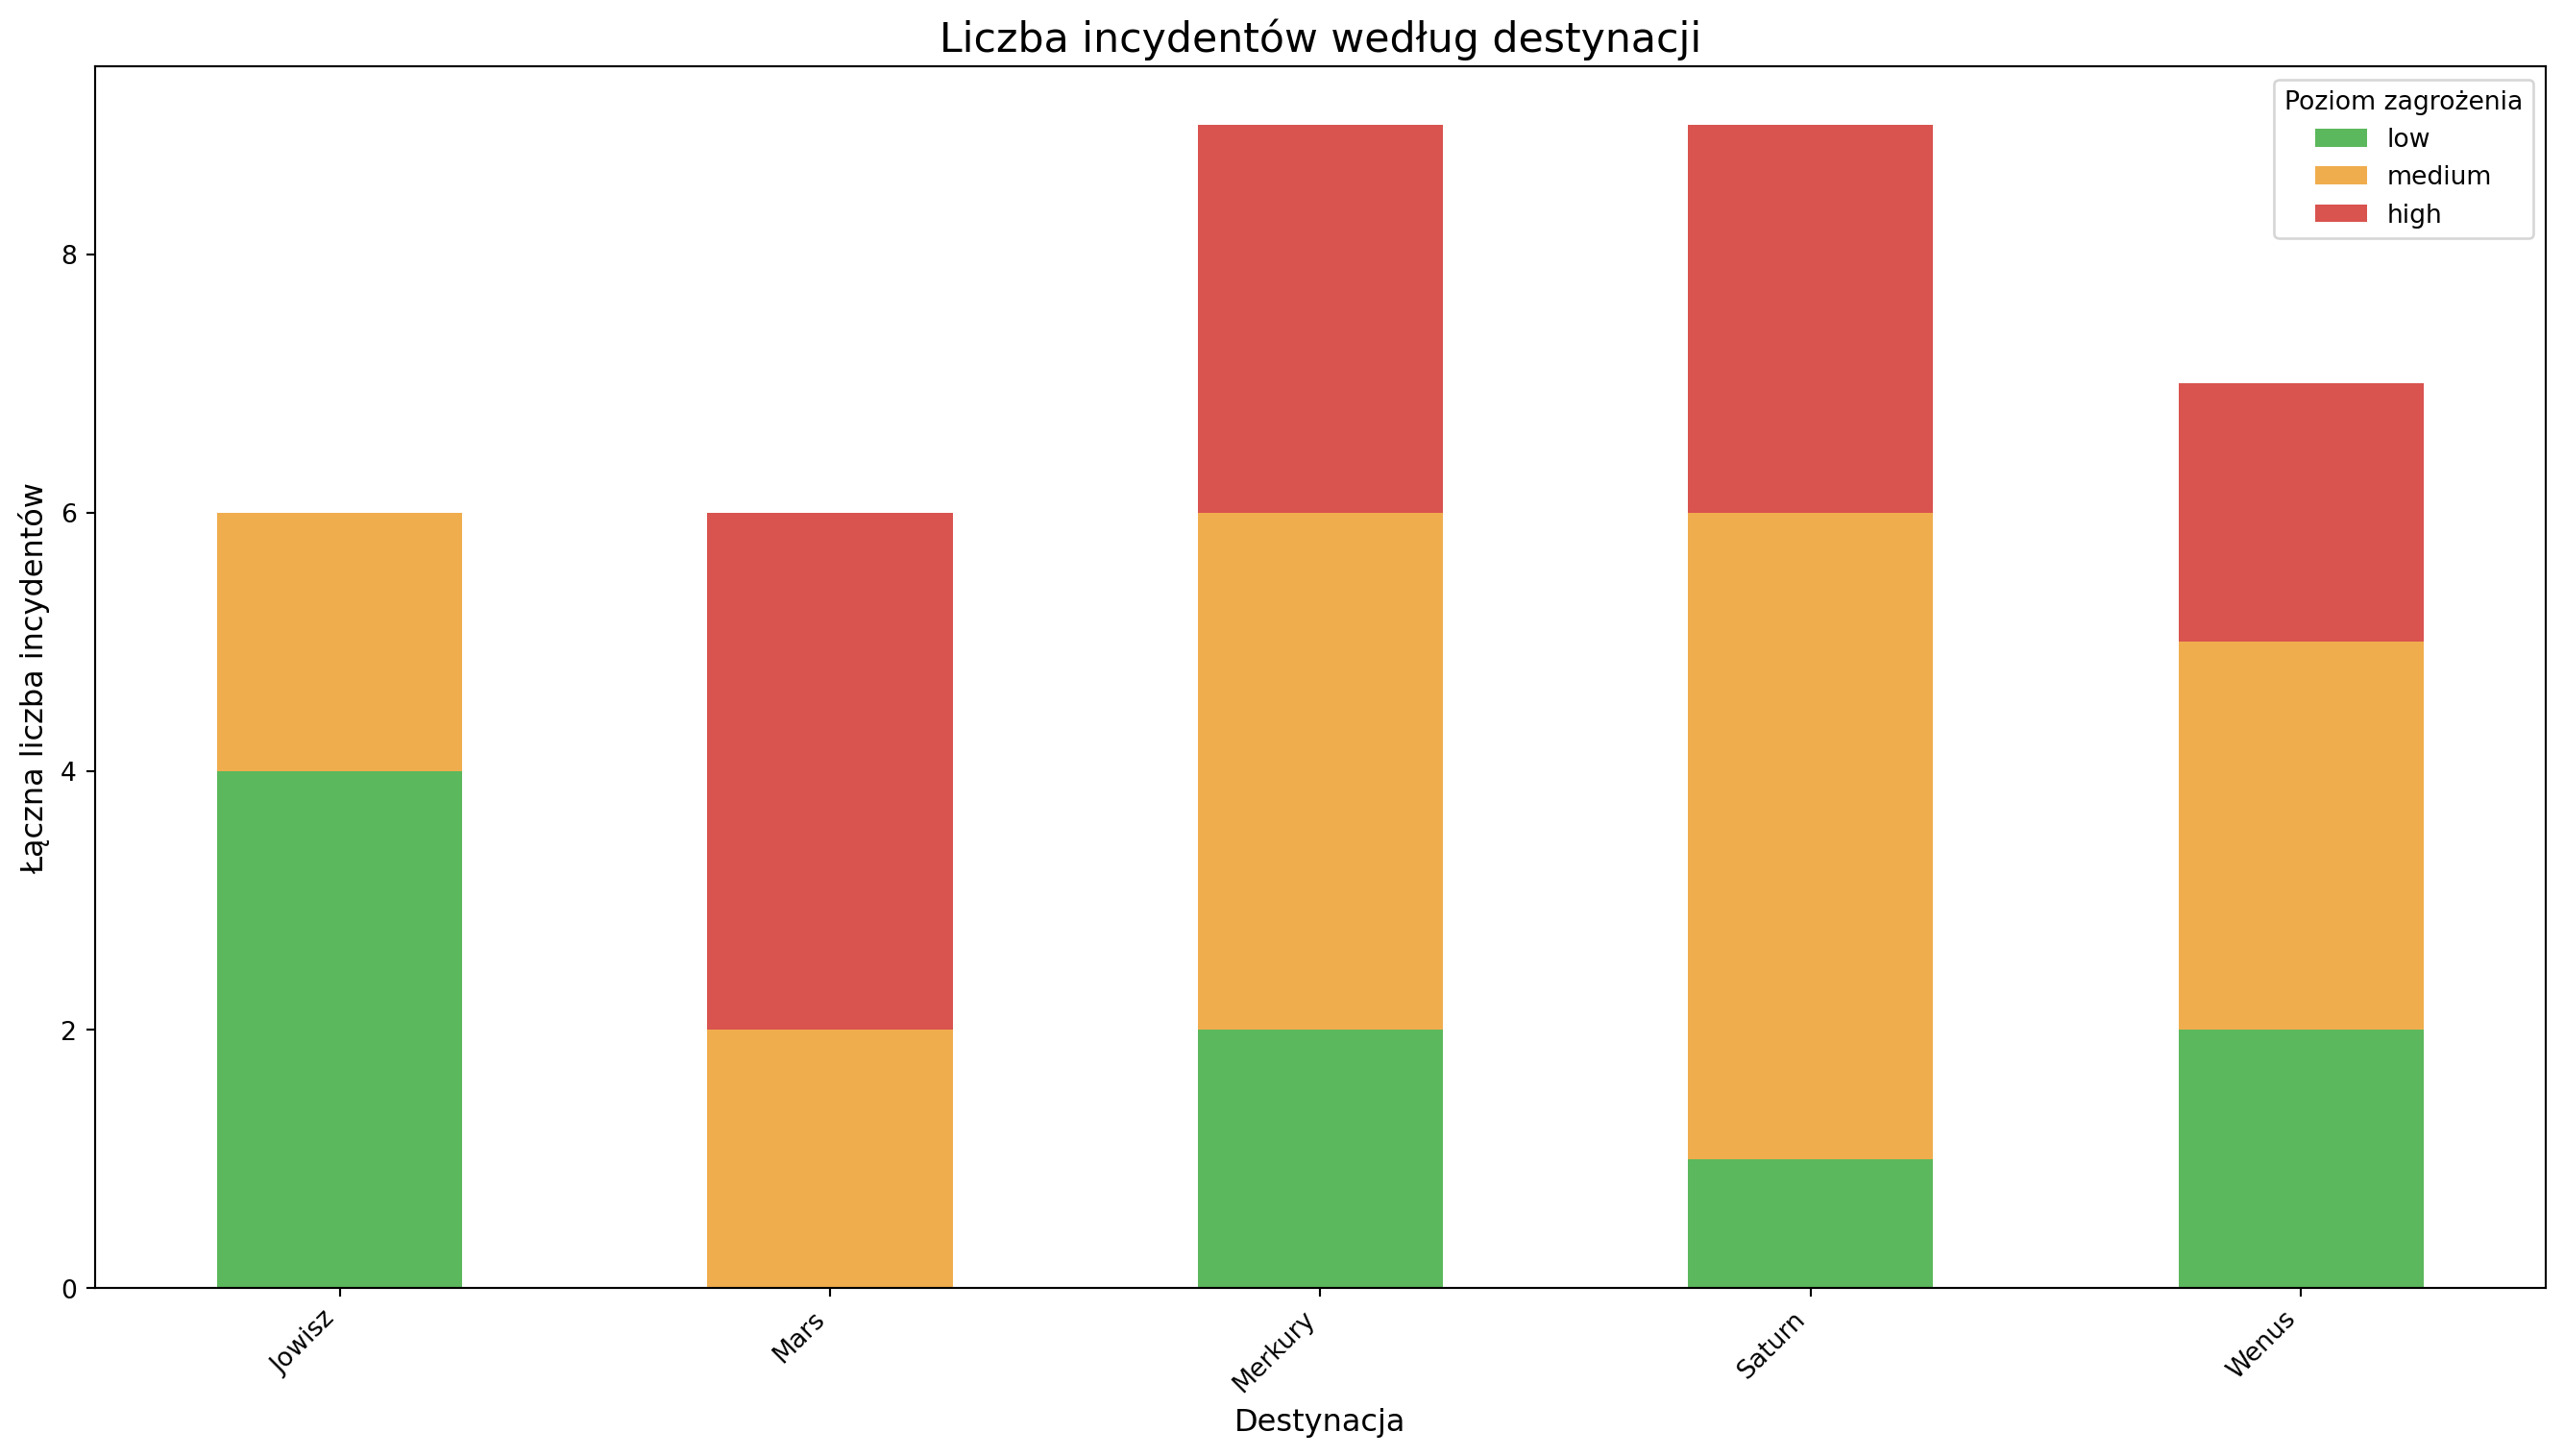 Liczba incydentów według destynacji
Poziom zagrożenia
low
medium
high
Łączna liczba incydentów
8
6
4
2
0
Jowisz
Mars
Merkury
Saturn
Wenus
Destynacja